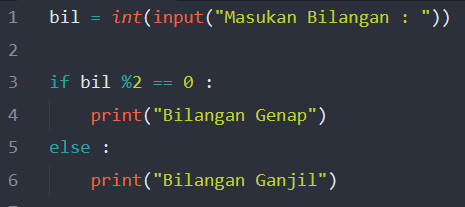 1 bil = int(input("Masukan Bilangan : "))
2
3 if bil %2 == 0 :
4     print("Bilangan Genap")
5 else :
6     print("Bilangan Ganjil")